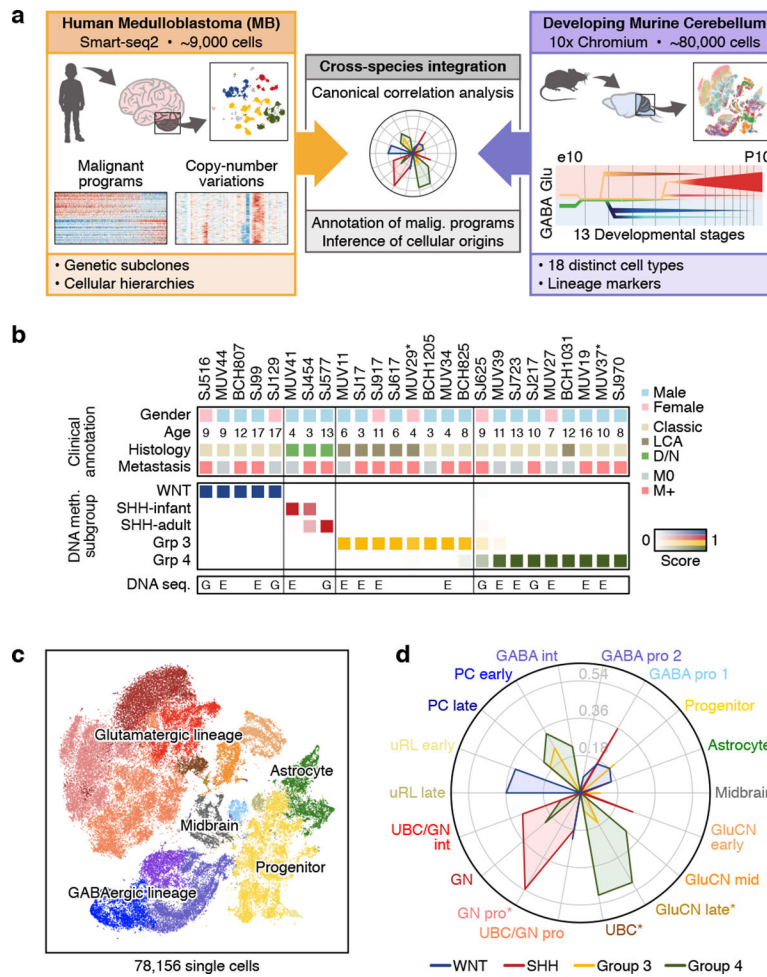 a
Human Medulloblastoma (MB)
Smart-seq2 • ~9,000 cells
Malignant programs
Copy-number variations
• Genetic subclones
• Cellular hierarchies
Cross-species integration
Canonical correlation analysis
Annotation of malig. programs
Inference of cellular origins
Developing Murine Cerebellum
10x Chromium • ~80,000 cells
e10 P10
GABA Glu
13 Developmental stages
• 18 distinct cell types
• Lineage markers
b
SJ516 MUV44 BCH807 SJ99 SJ129 MUV41 SJ454 SJ577 MUV11 SJ17 SJ917 SJ617 MUV29* BCH1205 MUV34 BCH825 SJ625 MUV39 SJ723 SJ217 MUV27 BCH1031 MUV19 MUV37* SJ970
Clinical annotation
Gender
Age 9 9 12 17 17 4 3 13 6 3 11 6 4 3 4 8 9 11 13 10 7 12 16 10 8
Histology
Metastasis
Male
Female
Classic
LCA
D/N
M0
M+
DNA meth. subgroup
WNT
SHH-infant
SHH-adult
Grp 3
Grp 4
0 1
Score
DNA seq. G E E G E G E E E E G E E G E E E
c
Glutamatergic lineage
Astrocyte
Midbrain
Progenitor
GABAergic lineage
78,156 single cells
d
GABA int
GABA pro 2
PC early
GABA pro 1
PC late
Progenitor
uRL early
Astrocyte
uRL late
Midbrain
UBC/GN int
GluCN early
GN
GluCN mid
GN pro*
GluCN late*
UBC/GN pro
UBC*
0.54
0.36
0.18
WNT SHH Group 3 Group 4